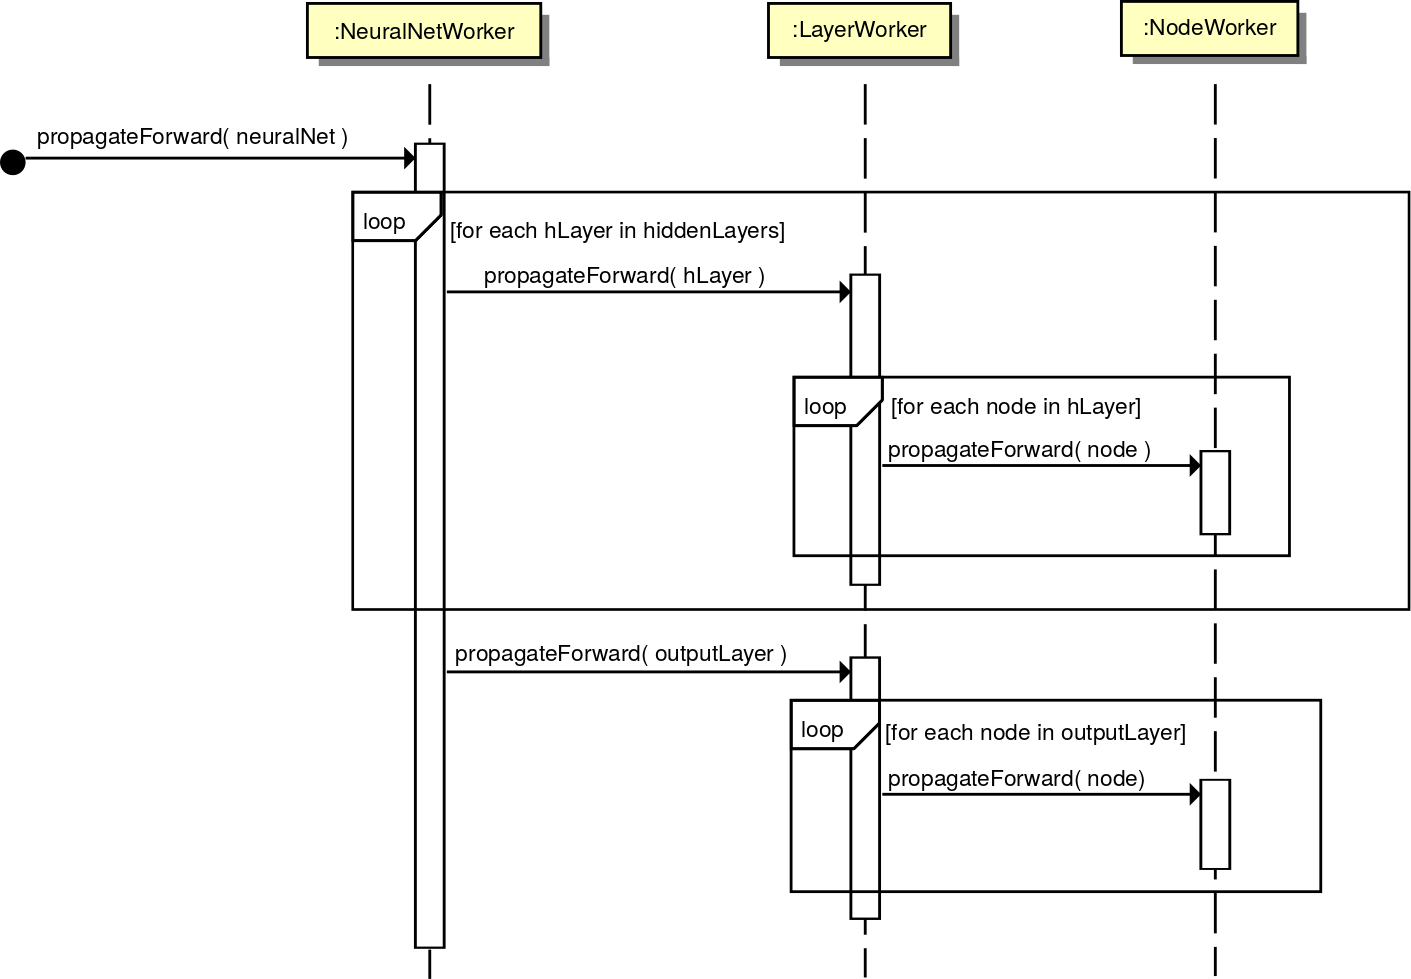 :NeuralNetWorker
:LayerWorker
:NodeWorker
propagateForward( neuralNet )
loop
[for each hLayer in hiddenLayers]
propagateForward( hLayer )
loop
[for each node in hLayer]
propagateForward( node )
propagateForward( outputLayer )
loop
[for each node in outputLayer]
propagateForward( node)